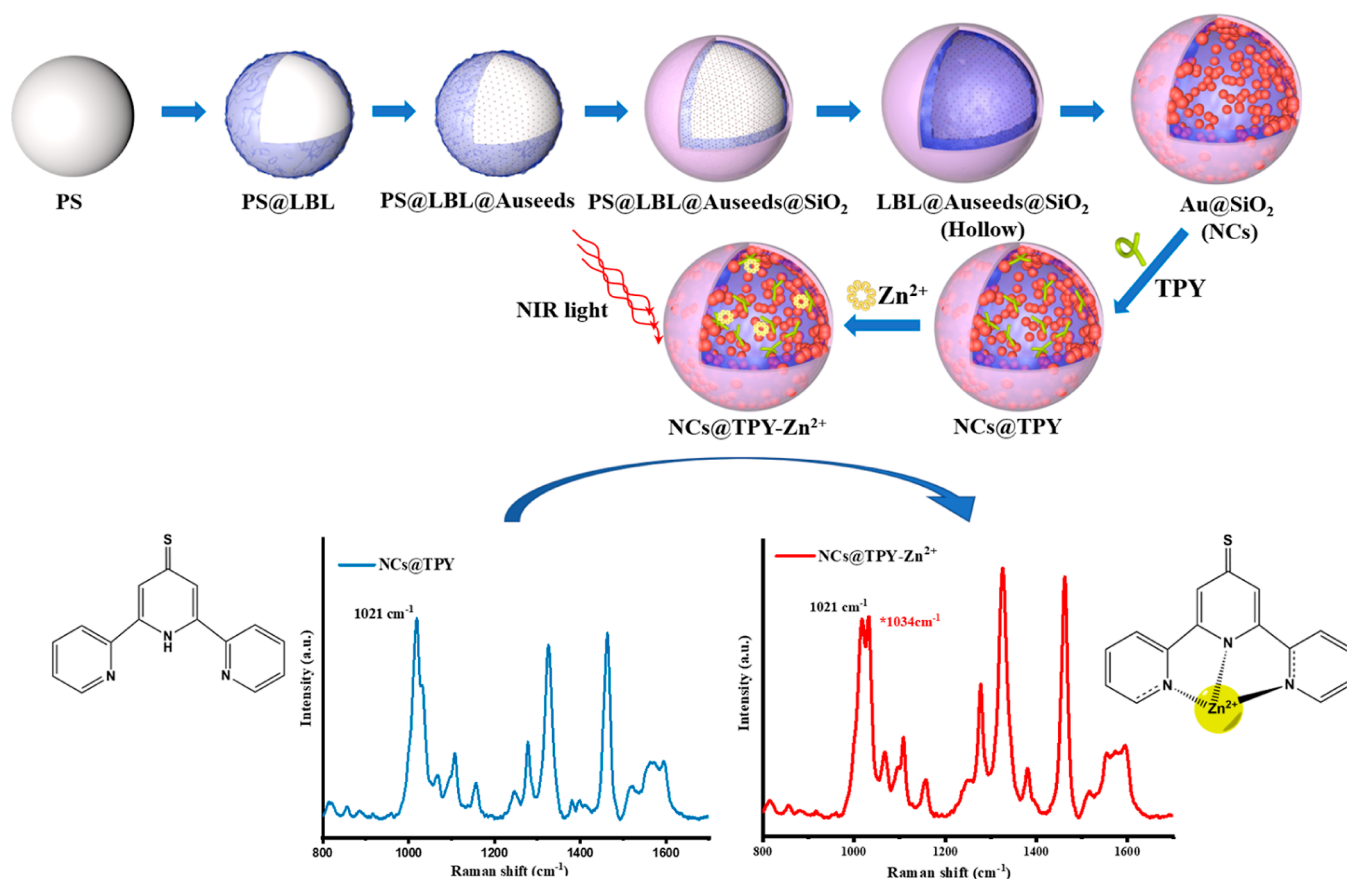 PS
PS@LBL
PS@LBL@Auseeds
PS@LBL@Auseeds@SiO₂
LBL@Auseeds@SiO₂
(Hollow)
Au@SiO₂
(NCs)
TPY
NIR light
Zn²⁺
NCs@TPY-Zn²⁺
NCs@TPY
S
NH
N
N
NCs@TPY
1021 cm⁻¹
Intensity (a.u.)
800
1000
1200
1400
1600
Raman shift (cm⁻¹)
NCs@TPY-Zn²⁺
1021 cm⁻¹
*1034cm⁻¹
Intensity (a.u.)
800
1000
1200
1400
1600
Raman shift (cm⁻¹)
S
N
N
N
Zn²⁺